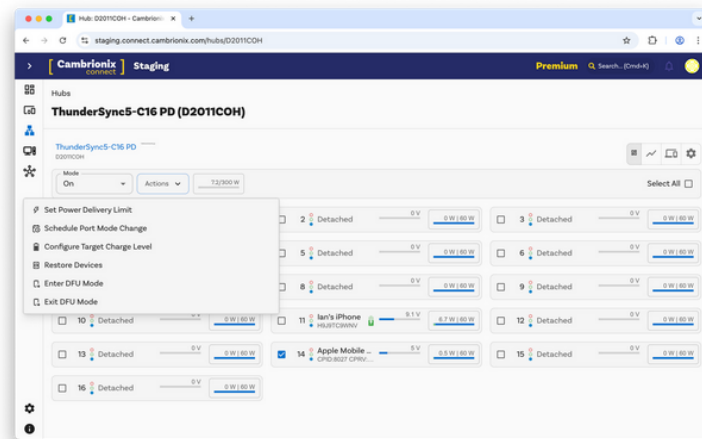 Hub: D2011COH - Cambrionix
staging.connect.cambrionix.com/hubs/D2011COH
Cambrionix connect Staging
Premium Search... (Cmd+K)
Hubs
ThunderSync5-C16 PD (D2011COH)
ThunderSync5-C16 PD
D2011COH
Mode
On
Actions
7.2/300 W
Select All
Set Power Delivery Limit
Schedule Port Mode Change
Configure Target Charge Level
Restore Devices
Enter DFU Mode
Exit DFU Mode
2 Detached 0 V 0 W | 60 W
3 Detached 0 V 0 W | 60 W
5 Detached 0 V 0 W | 60 W
6 Detached 0 V 0 W | 60 W
8 Detached 0 V 0 W | 60 W
9 Detached 0 V 0 W | 60 W
10 Detached 0 W | 60 W
11 Ian's iPhone 9.1 V 6.7 W | 60 W
H9J9TC9WNV
12 Detached 0 V 0 W | 60 W
13 Detached 0 V 0 W | 60 W
14 Apple Mobile ... 5 V 0.5 W | 60 W
CPID:8027 CPRV:...
15 Detached 0 V 0 W | 60 W
16 Detached 0 V 0 W | 60 W